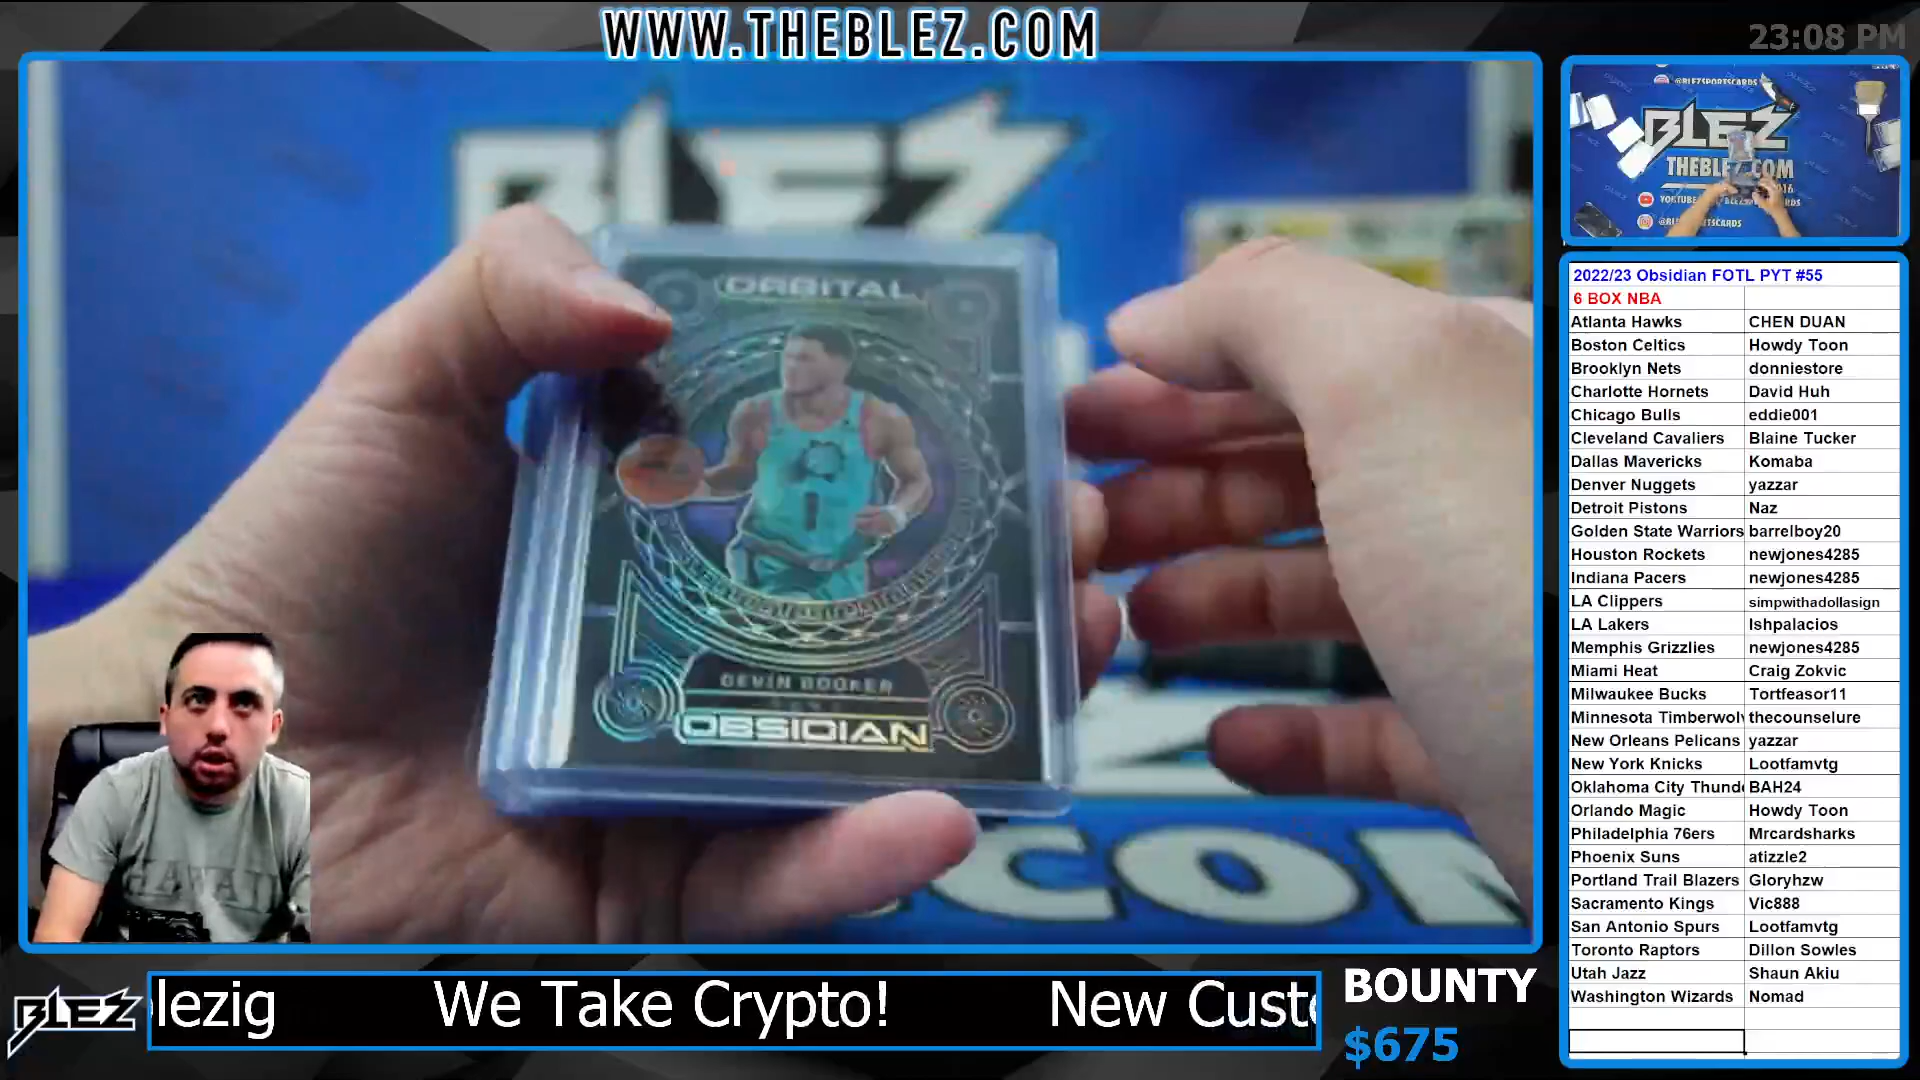 WWW.THEBLEZ.COM
23:08 PM
BLEZ
ORBITAL
DEVIN BOOKER
SUNS
OBSIDIAN
.COM
@BLEZSPORTSCARDS
BLEZ
THEBLEZ.COM
2022/23 Obsidian FOTL PYT #55
6 BOX NBA
Atlanta Hawks CHEN DUAN
Boston Celtics Howdy Toon
Brooklyn Nets donniestore
Charlotte Hornets David Huh
Chicago Bulls eddie001
Cleveland Cavaliers Blaine Tucker
Dallas Mavericks Komaba
Denver Nuggets yazzar
Detroit Pistons Naz
Golden State Warriors barrelboy20
Houston Rockets newjones4285
Indiana Pacers newjones4285
LA Clippers simpwithadollasign
LA Lakers Ishpalacios
Memphis Grizzlies newjones4285
Miami Heat Craig Zokvic
Milwaukee Bucks Tortfeasor11
Minnesota Timberwolv thecounselure
New Orleans Pelicans yazzar
New York Knicks Lootfamvtg
Oklahoma City Thund BAH24
Orlando Magic Howdy Toon
Philadelphia 76ers Mrcardsharks
Phoenix Suns atizzle2
Portland Trail Blazers Gloryhzw
Sacramento Kings Vic888
San Antonio Spurs Lootfamvtg
Toronto Raptors Dillon Sowles
Utah Jazz Shaun Akiu
Washington Wizards Nomad
BLEZ
lezig We Take Crypto! New Custo
BOUNTY
$675